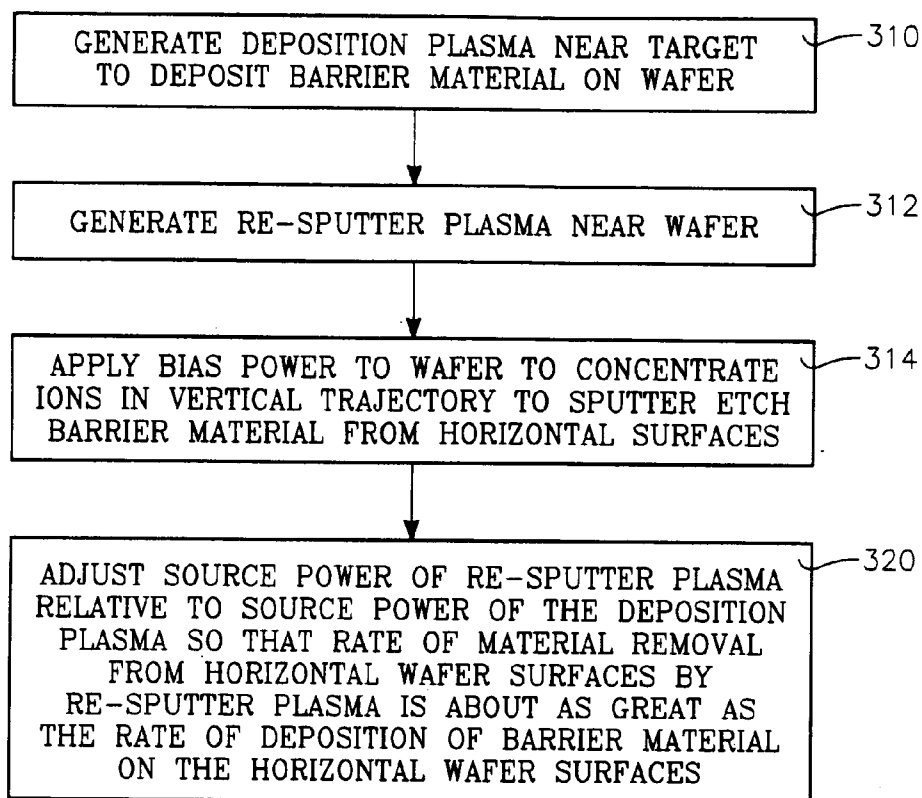 GENERATE DEPOSITION PLASMA NEAR TARGET
TO DEPOSIT BARRIER MATERIAL ON WAFER
310
GENERATE RE-SPUTTER PLASMA NEAR WAFER
312
APPLY BIAS POWER TO WAFER TO CONCENTRATE
IONS IN VERTICAL TRAJECTORY TO SPUTTER ETCH
BARRIER MATERIAL FROM HORIZONTAL SURFACES
314
ADJUST SOURCE POWER OF RE-SPUTTER PLASMA
RELATIVE TO SOURCE POWER OF THE DEPOSITION
PLASMA SO THAT RATE OF MATERIAL REMOVAL
FROM HORIZONTAL WAFER SURFACES BY
RE-SPUTTER PLASMA IS ABOUT AS GREAT AS
THE RATE OF DEPOSITION OF BARRIER MATERIAL
ON THE HORIZONTAL WAFER SURFACES
320